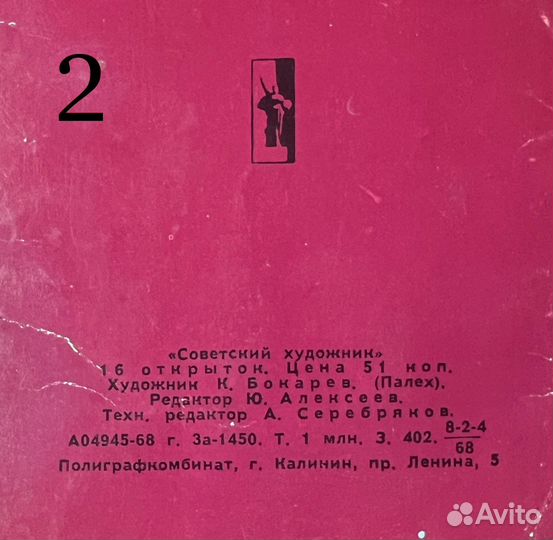 2
«Советский художник»
16 открыток. Цена 51 коп.
Художник К. Бокарев. (Палех).
Редактор Ю. Алексеев.
Техн. редактор А. Серебряков.
А04945-68 г. За-1450. Т. 1 млн. З. 402. 8-2-4/68
Полиграфкомбинат, г. Калинин, пр. Ленина, 5
Avito